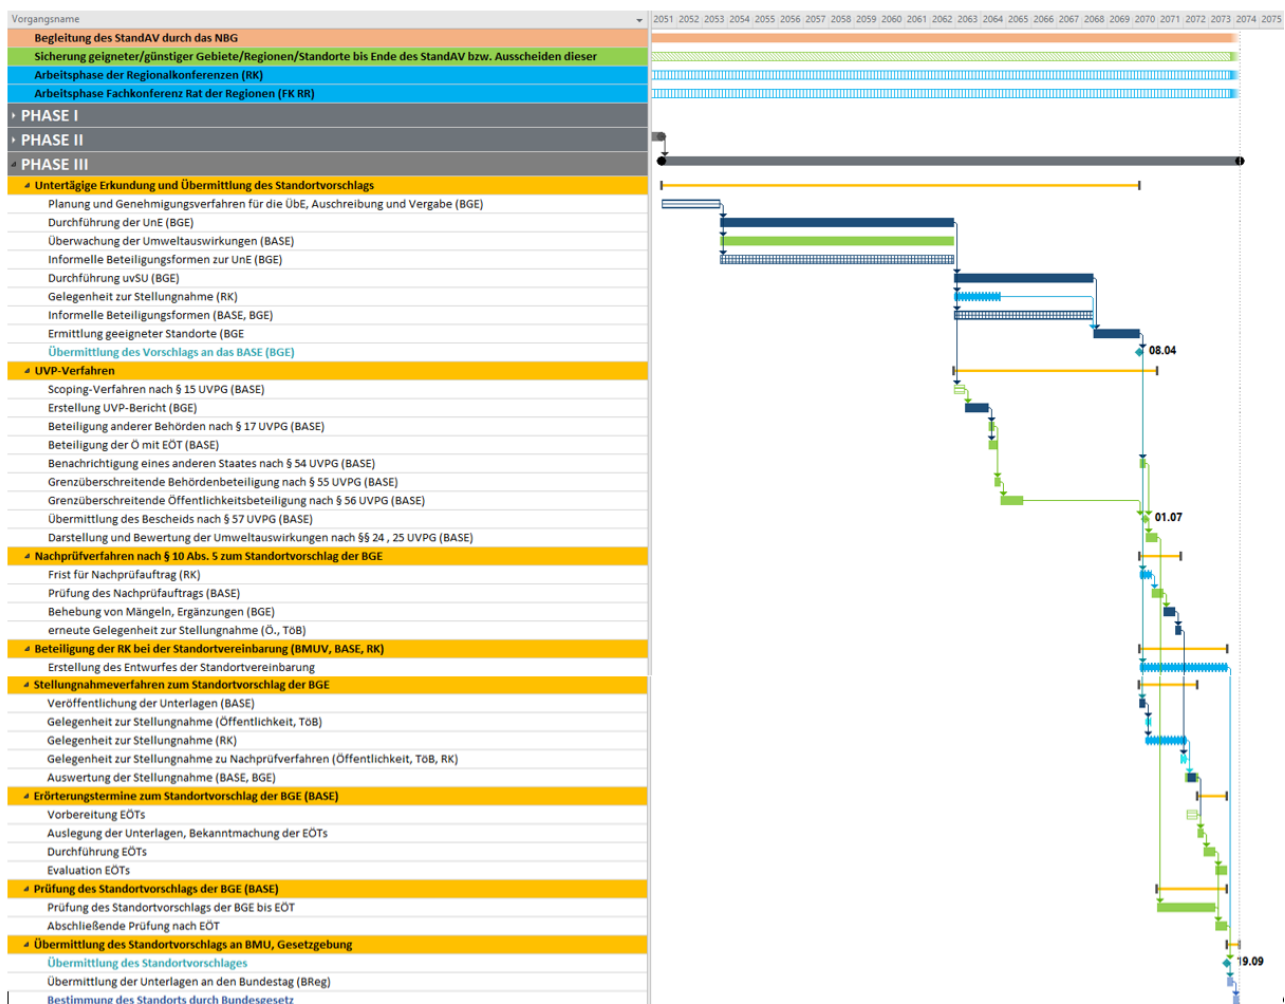 Vorgangsname 2051 2052 2053 2054 2055 2056 2057 2058 2059 2060 2061 2062 2063 2064 2065 2066 2067 2068 2069 2070 2071 2072 2073 2074 2075
Begleitung des StandAV durch das NBG
Sicherung geigneter/günstiger Gebiete/Regionen/Standorte bis Ende des StandAV bzw. Ausscheiden dieser
Arbeitsphase der Regionalkonferenzen (RK)
Arbeitsphase Fachkonferenz Rat der Regionen (FK RR)
PHASE I
PHASE II
PHASE III
Untertägige Erkundung und Übermittlung des Standortvorschlags
Planung und Genehmigungsverfahren für die ÜbE, Auschreibung und Vergabe (BGE)
Durchführung der UnE (BGE)
Überwachung der Umweltauswirkungen (BASE)
Informelle Beteiligungsformen zur UnE (BGE)
Durchführung uvSU (BGE)
Gelegenheit zur Stellungnahme (RK)
Informelle Beteiligungsformen (BASE, BGE)
Ermittlung geeigneter Standorte (BGE
Übermittlung des Vorschlags an das BASE (BGE) 08.04
UVP-Verfahren
Scoping-Verfahren nach § 15 UVPG (BASE)
Erstellung UVP-Bericht (BGE)
Beteiligung anderer Behörden nach § 17 UVPG (BASE)
Beteiligung der Ö mit EÖT (BASE)
Benachrichtigung eines anderen Staates nach § 54 UVPG (BASE)
Grenzüberschreitende Behördenbeteiligung nach § 55 UVPG (BASE)
Grenzüberschreitende Öffentlichkeitsbeteiligung nach § 56 UVPG (BASE)
Übermittlung des Bescheids nach § 57 UVPG (BASE) 01.07
Darstellung und Bewertung der Umweltauswirkungen nach §§ 24 , 25 UVPG (BASE)
Nachprüfverfahren nach § 10 Abs. 5 zum Standortvorschlag der BGE
Frist für Nachprüfauftrag (RK)
Prüfung des Nachprüfauftrags (BASE)
Behebung von Mängeln, Ergänzungen (BGE)
erneute Gelegenheit zur Stellungnahme (Ö., TöB)
Beteiligung der RK bei der Standortvereinbarung (BMUV, BASE, RK)
Erstellung des Entwurfes der Standortvereinbarung
Stellungnahmeverfahren zum Standortvorschlag der BGE
Veröffentlichung der Unterlagen (BASE)
Gelegenheit zur Stellungnahme (Öffentlichkeit, TöB)
Gelegenheit zur Stellungnahme (RK)
Gelegenheit zur Stellungnahme zu Nachprüfverfahren (Öffentlichkeit, TöB, RK)
Auswertung der Stellungnahme (BASE, BGE)
Erörterungstermine zum Standortvorschlag der BGE (BASE)
Vorbereitung EÖTs
Auslegung der Unterlagen, Bekanntmachung der EÖTs
Durchführung EÖTs
Evaluation EÖTs
Prüfung des Standortvorschlags der BGE (BASE)
Prüfung des Standortvorschlags der BGE bis EÖT
Abschließende Prüfung nach EÖT
Übermittlung des Standortvorschlags an BMU, Gesetzgebung
Übermittlung des Standortvorschlages 19.09
Übermittlung der Unterlagen an den Bundestag (BReg)
Bestimmung des Standorts durch Bundesgesetz